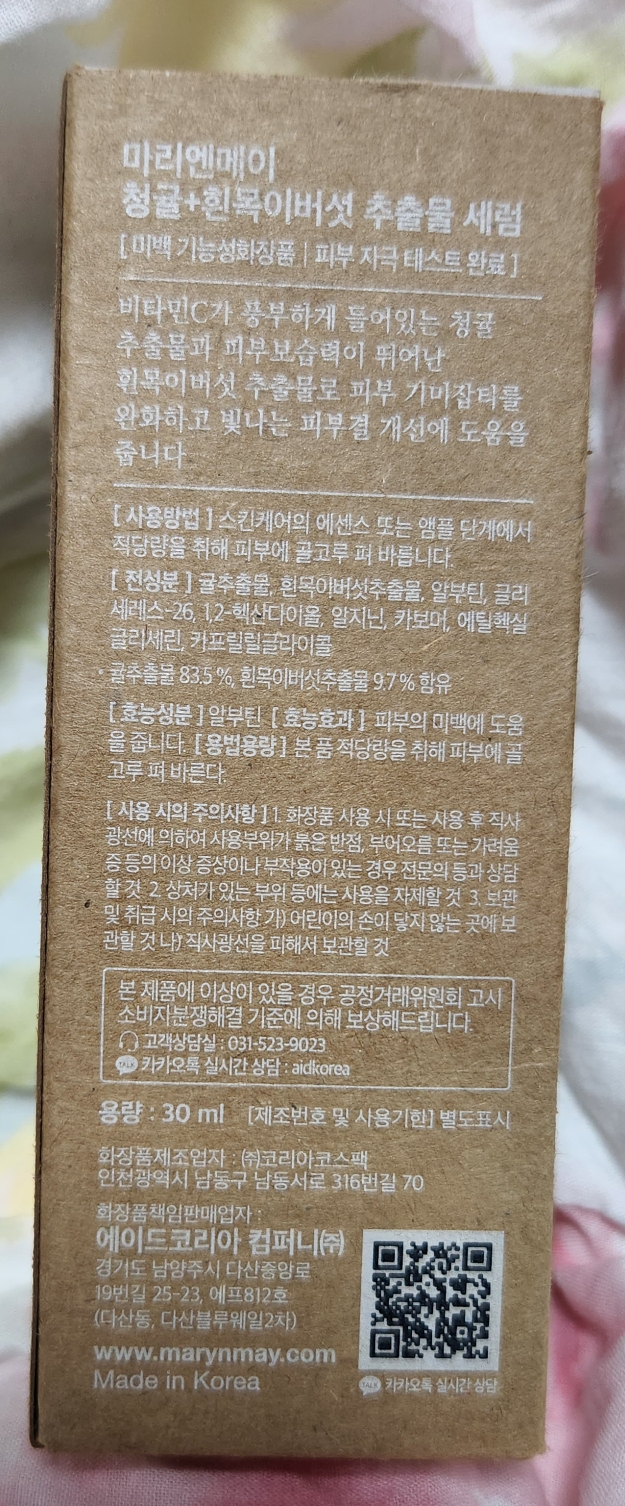 마리엔메이
청귤+흰목이버섯 추출물 세럼
[ 미백 기능성화장품 | 피부 자극 테스트 완료 ]
비타민C가 풍부하게 들어있는 청귤
추출물과 피부보습력이 뛰어난
흰목이버섯 추출물로 피부 기미잡티를
완화하고 빛나는 피부결 개선에 도움을
줍니다
[ 사용방법 ] 스킨케어의 에센스 또는 앰플 단계에서
적당량을 취해 피부에 골고루 펴 바릅니다.
[ 전성분 ] 귤추출물, 흰목이버섯추출물, 알부틴, 글리
세레스-26, 1,2-헥산다이올, 알지닌, 카보머, 에틸헥실
글리세린, 카프릴릴글라이콜
· 귤추출물 83.5 %, 흰목이버섯추출물 9.7 % 함유
[ 효능성분 ] 알부틴 [ 효능효과 ] 피부의 미백에 도움
을 줍니다. [ 용법용량 ] 본 품 적당량을 취해 피부에 골
고루 펴 바른다.
[ 사용 시의 주의사항 ] 1. 화장품 사용 시 또는 사용 후 직사
광선에 의하여 사용부위가 붉은 반점, 부어오름 또는 가려움
증 등의 이상 증상이나 부작용이 있는 경우 전문의 등과 상담
할 것 2. 상처가 있는 부위 등에는 사용을 자제할 것 3. 보관
및 취급 시의 주의사항 가) 어린이의 손이 닿지 않는 곳에 보
관할 것 나) 직사광선을 피해서 보관할 것
본 제품에 이상이 있을 경우 공정거래위원회 고시
소비자분쟁해결 기준에 의해 보상해드립니다.
고객상담실 : 031-523-9023
TALK 카카오톡 실시간 상담 : aidkorea
용량 : 30 ml [제조번호 및 사용기한] 별도표시
화장품제조업자 : ㈜코리아코스팩
인천광역시 남동구 남동서로 316번길 70
화장품책임판매업자 :
에이드코리아 컴퍼니㈜
경기도 남양주시 다산중앙로
19번길 25-23, 에프812호
(다산동, 다산블루웨일2차)
www.marynmay.com
Made in Korea
TALK 카카오톡 실시간 상담